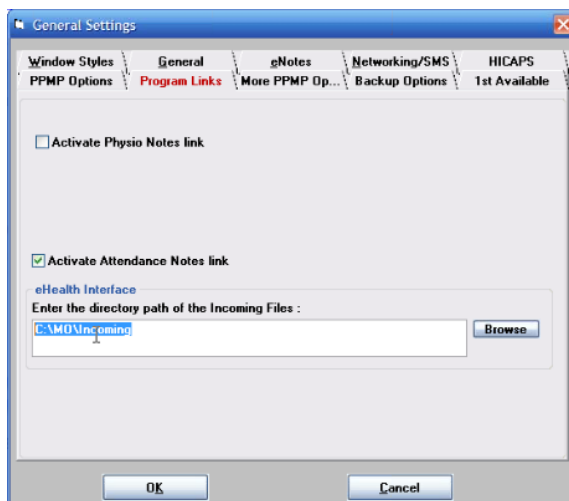 General Settings
Window Styles General eNotes Networking/SMS HICAPS
PPMP Options Program Links More PPMP Op... Backup Options 1st Available
Activate Physio Notes link
Activate Attendance Notes link
eHealth Interface
Enter the directory path of the Incoming Files :
C:\MO\Incoming
Browse
OK Cancel